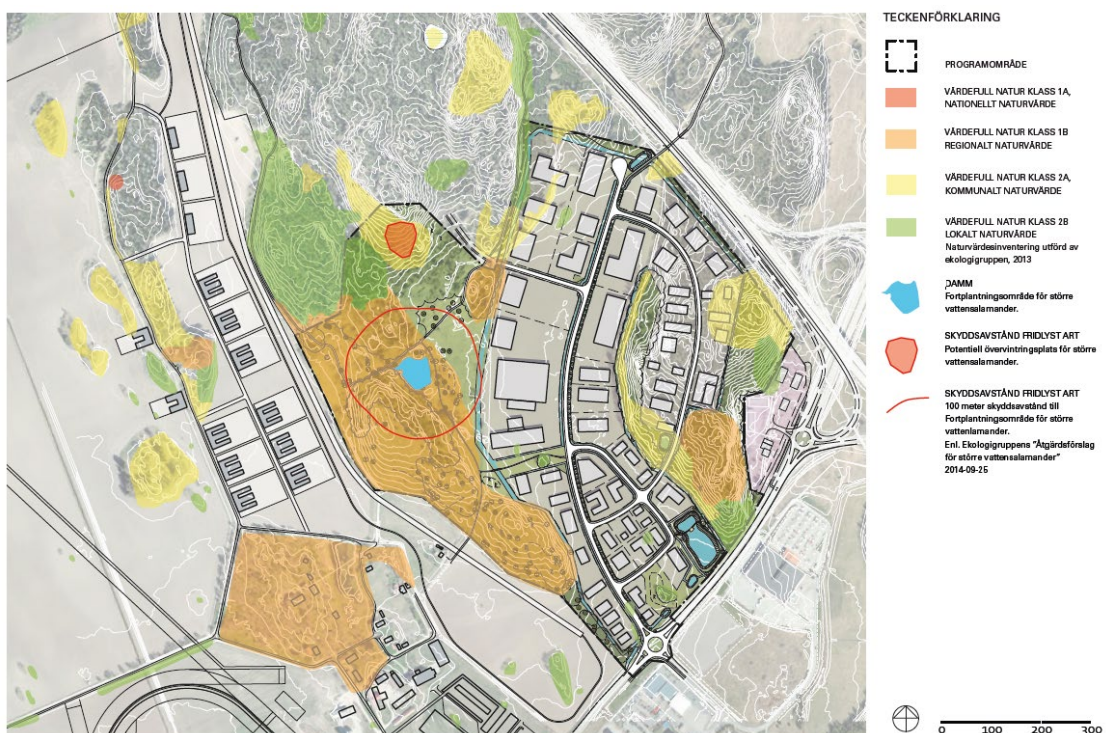 TECKENFÖRKLARING
PROGRAMOMRÅDE
VÄRDEFULL NATUR KLASS 1A,
NATIONELLT NATURVÄRDE
VÄRDEFULL NATUR KLASS 1B
REGIONALT NATURVÄRDE
VÄRDEFULL NATUR KLASS 2A,
KOMMUNALT NATURVÄRDE
VÄRDEFULL NATUR KLASS 2B
LOKALT NATURVÄRDE
Naturvärdesinventering utförd av
ekologigruppen, 2013
DAMM
Fortplantningsområde för större
vattensalamander.
SKYDDSAVSTÅND FRIDLYST ART
Potentiell övervintringsplats för större
vattensalamander.
SKYDDSAVSTÅND FRIDLYST ART
100 meter skyddsavstånd till
Fortplantningsområde för större
vattenlamander.
Enl. Ekologigruppens "Åtgärdsförslag
för större vattensalamander"
2014-09-25
0 100 200 300